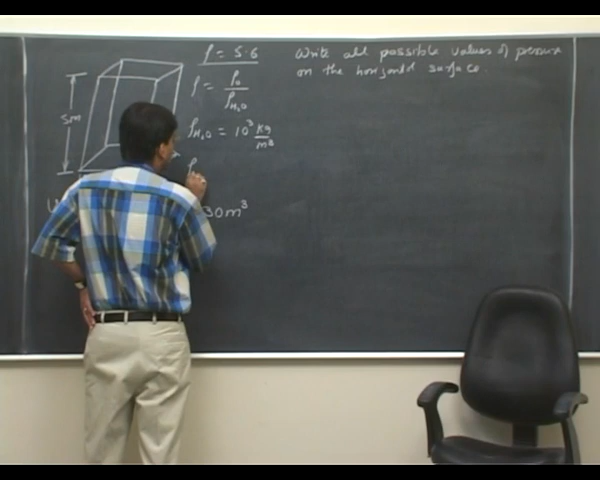 ρ = 5.6
Write all possible values of pressure
on the horizontal surface.
ρ = ρ₀ / ρH₂O
5m
ρH₂O = 10³ kg/m³
ρ
30m³